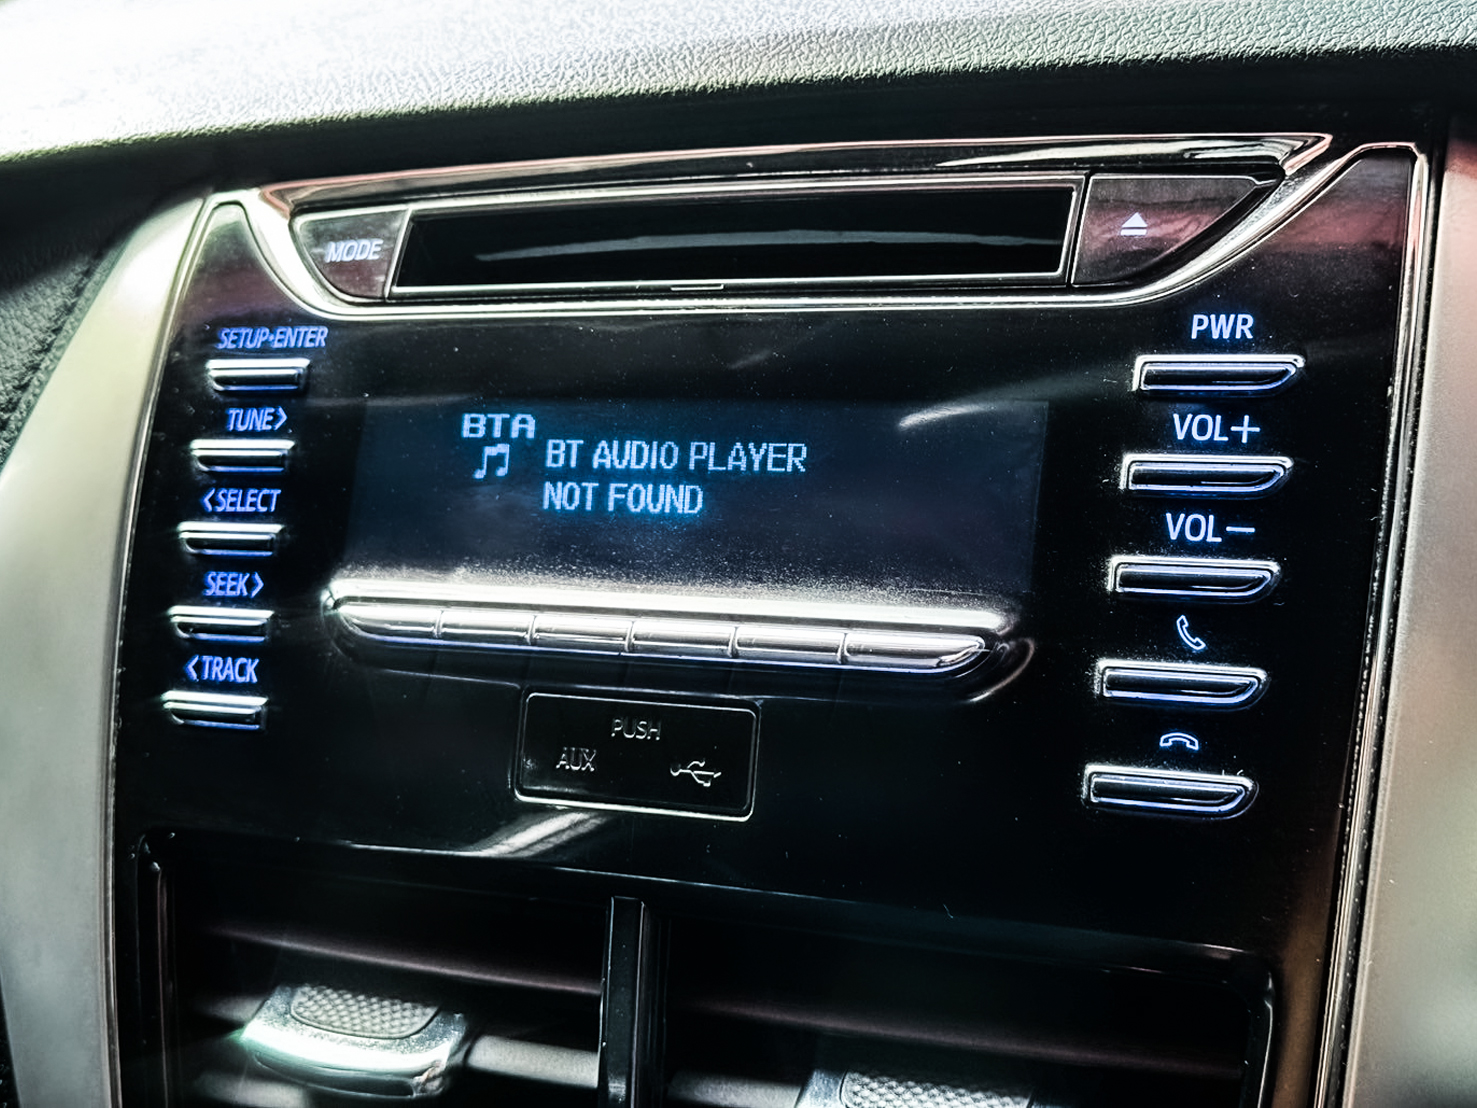 MODE
SETUP•ENTER
TUNE>
<SELECT
SEEK>
<TRACK
BTA
BT AUDIO PLAYER
NOT FOUND
PWR
VOL+
VOL−
PUSH
AUX